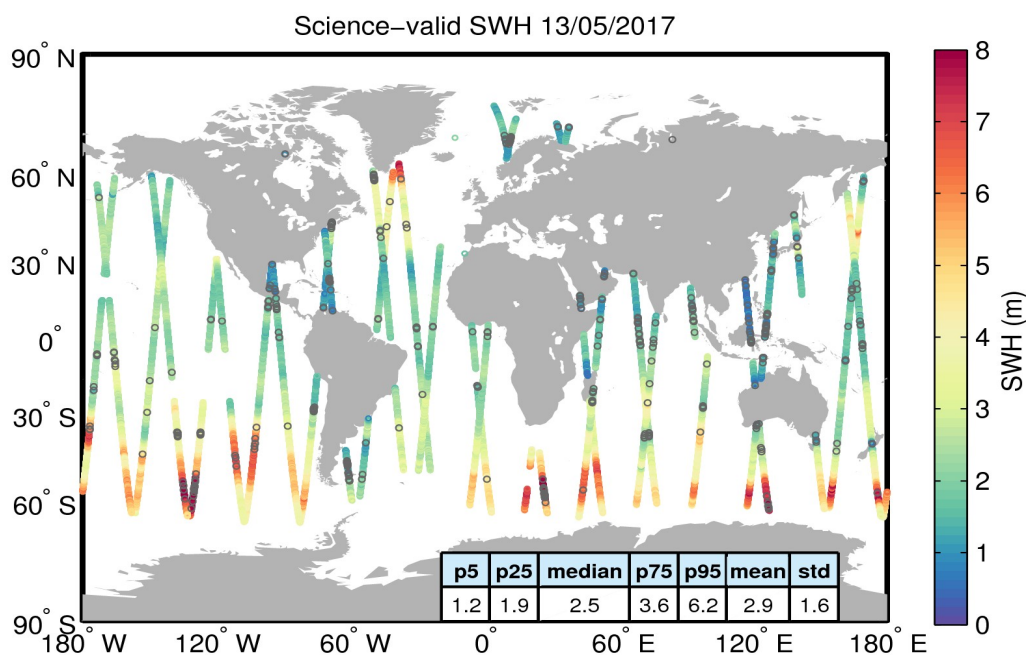 Science−valid SWH 13/05/2017
90° N
60° N
30° N
0°
30° S
60° S
90° S
180° W
120° W
60° W
0°
60° E
120° E
180° E
p5 p25 median p75 p95 mean std
1.2 1.9 2.5 3.6 6.2 2.9 1.6
8
7
6
5
4
3
2
1
0
SWH (m)